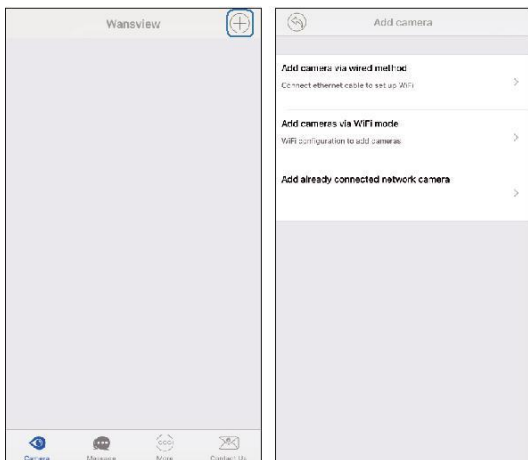 Wansview
Camera
Message
More
Contact Us
Add camera
Add camera via wired method
Connect ethernet cable to set up WiFi
Add cameras via WiFi mode
WiFi configuration to add cameras
Add already connected network camera